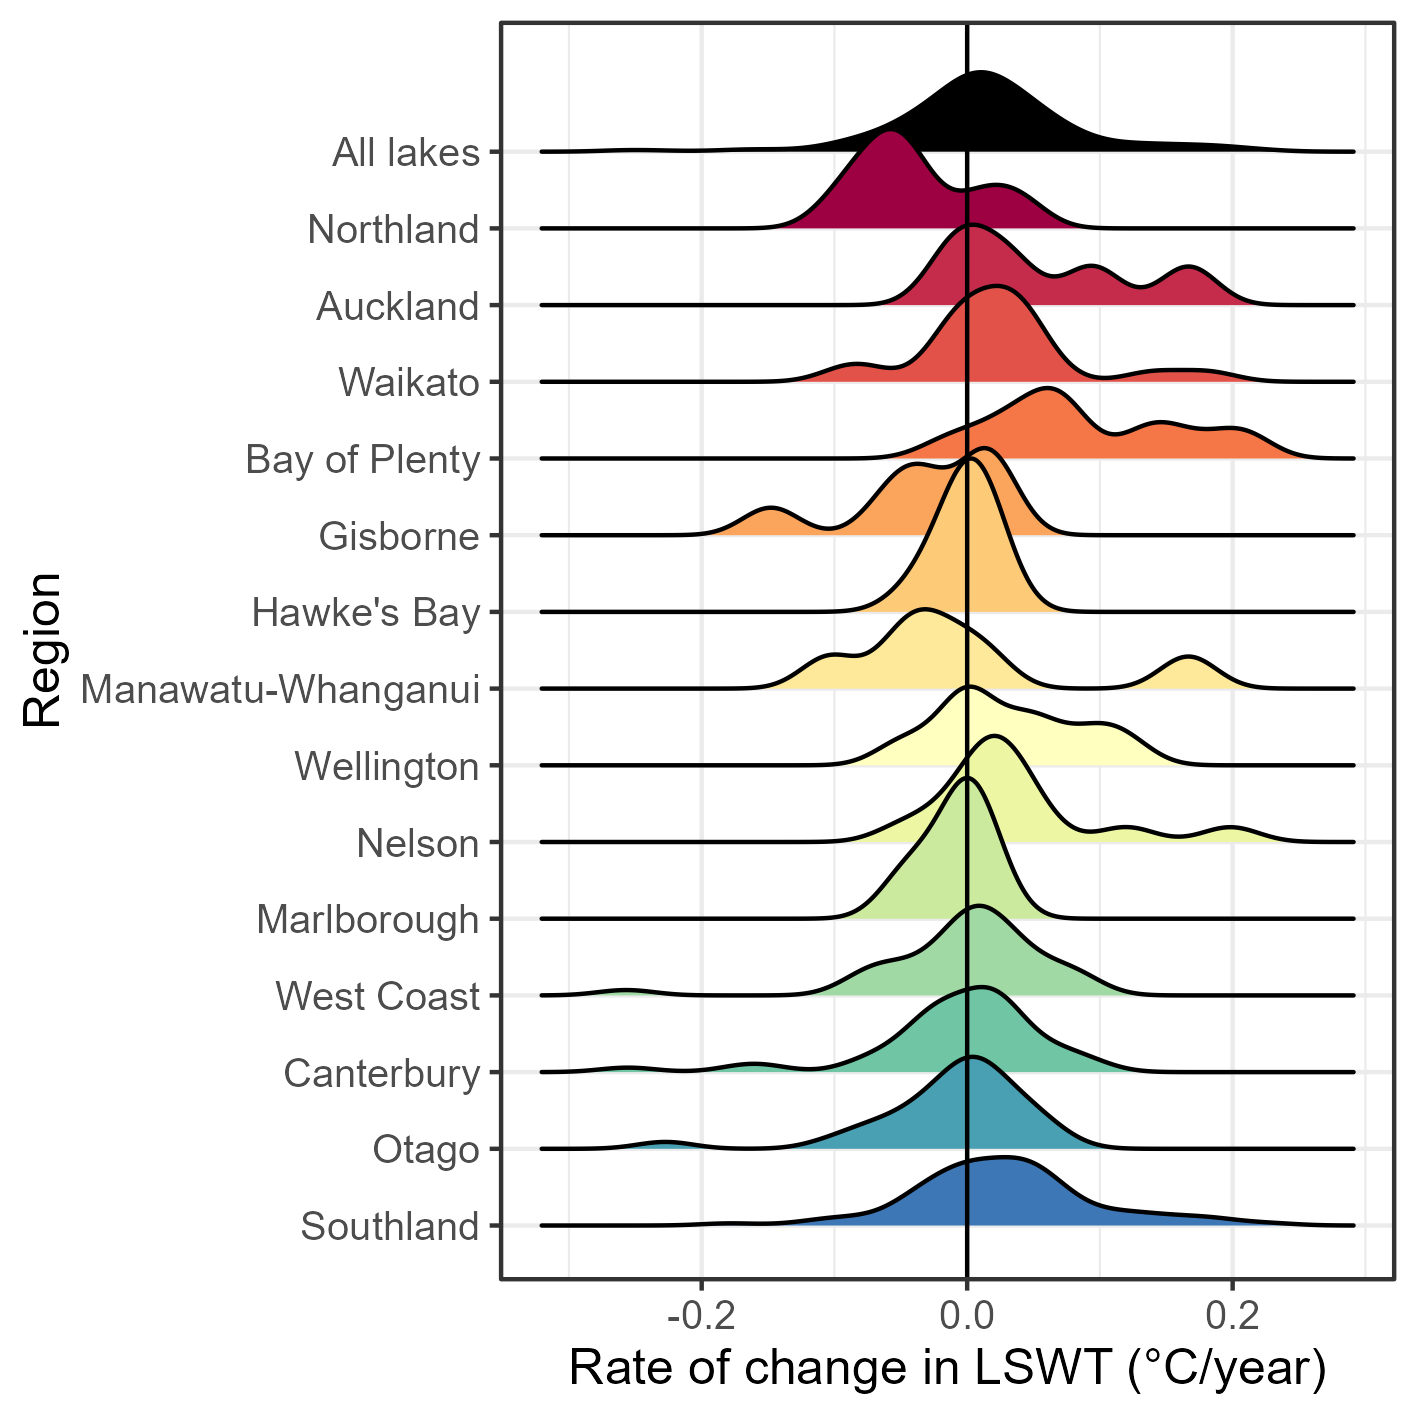 Region
All lakes
Northland
Auckland
Waikato
Bay of Plenty
Gisborne
Hawke's Bay
Manawatu-Whanganui
Wellington
Nelson
Marlborough
West Coast
Canterbury
Otago
Southland
-0.2 0.0 0.2
Rate of change in LSWT (°C/year)